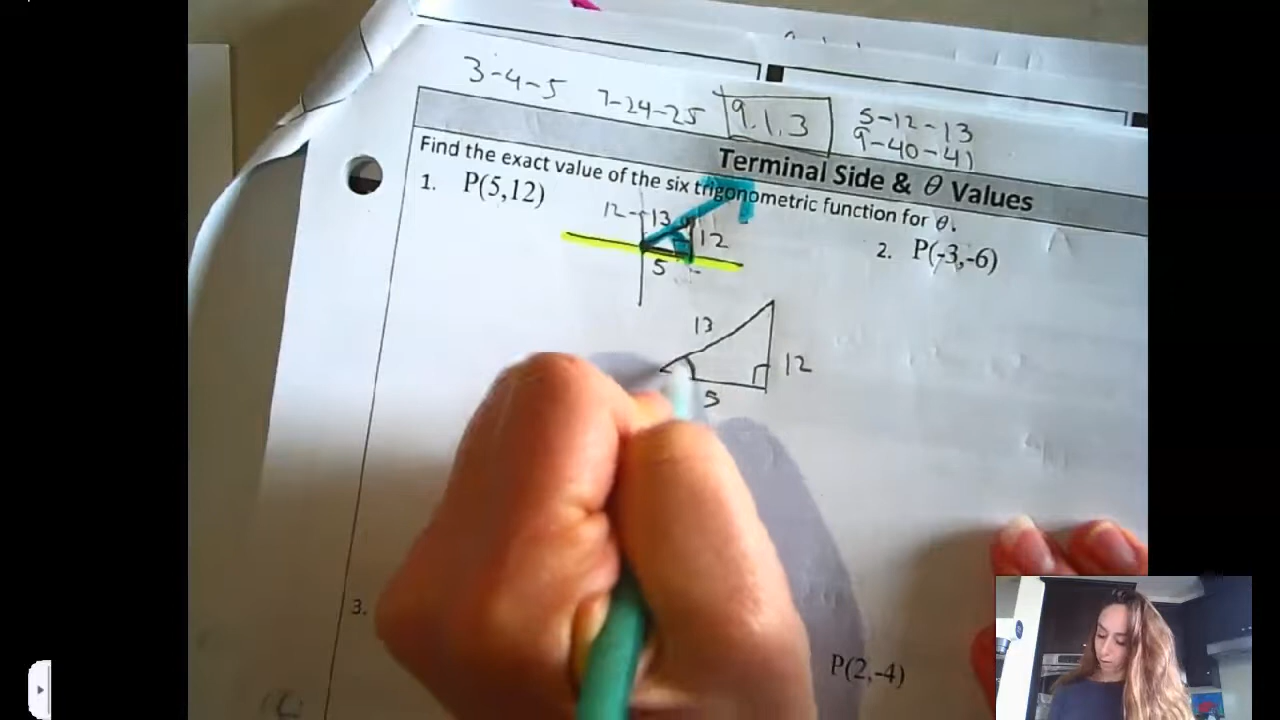 3-4-5 7-24-25 9.1.3 5-12-13
9-40-41
Terminal Side & θ Values
Find the exact value of the six trigonometric function for θ.
1. P(5,12)
12 13
12
5
2. P(-3,-6)
13
12
5
3.
P(2,-4)